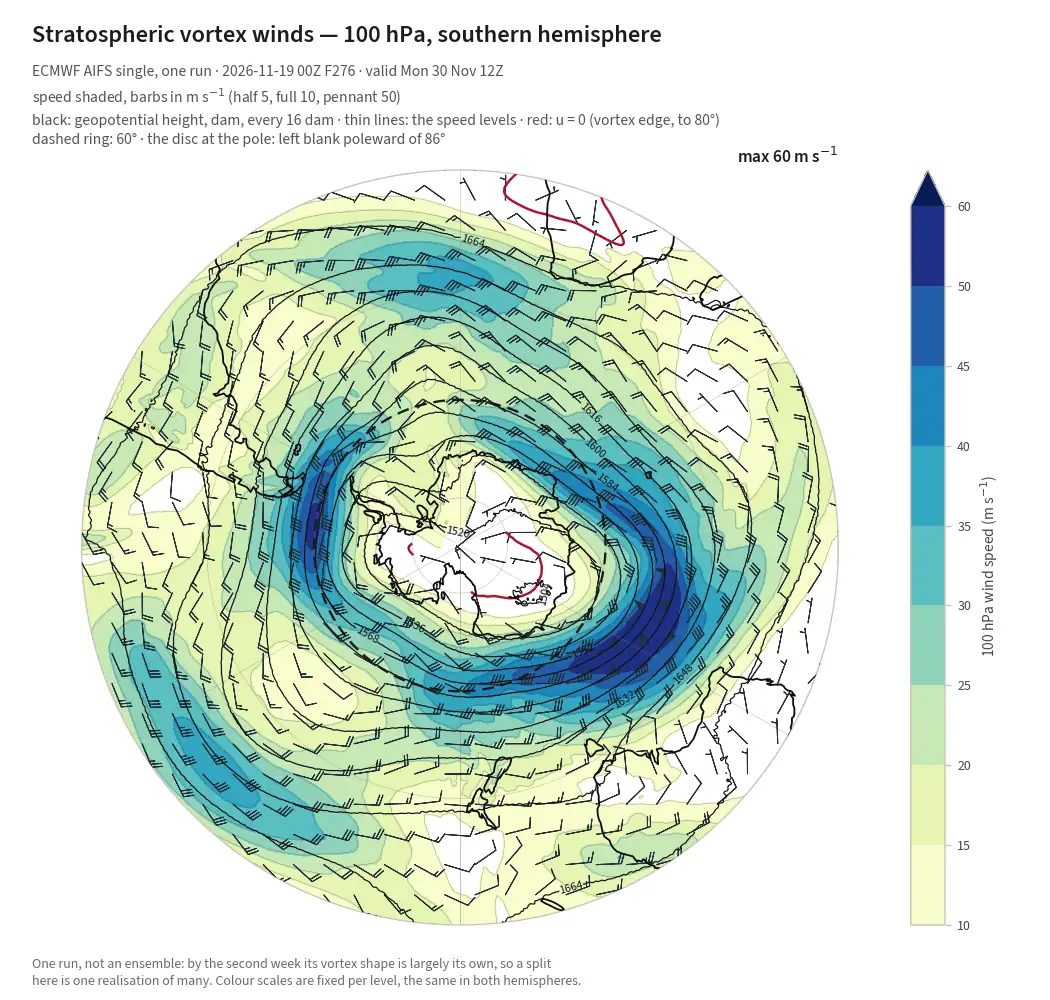 Stratospheric vortex winds — 100 hPa, southern hemisphere
ECMWF AIFS single, one run · 2026-11-19 00Z F276 · valid Mon 30 Nov 12Z
speed shaded, barbs in m s⁻¹ (half 5, full 10, pennant 50)
black: geopotential height, dam, every 16 dam · thin lines: the speed levels · red: u = 0 (vortex edge, to 80°)
dashed ring: 60° · the disc at the pole: left blank poleward of 86°
max 60 m s⁻¹
1664
1616
1600
1584
1520
1568
1648
1632
1664
60
50
45
40
35
30
25
20
15
10
100 hPa wind speed (m s⁻¹)
One run, not an ensemble: by the second week its vortex shape is largely its own, so a split
here is one realisation of many. Colour scales are fixed per level, the same in both hemispheres.